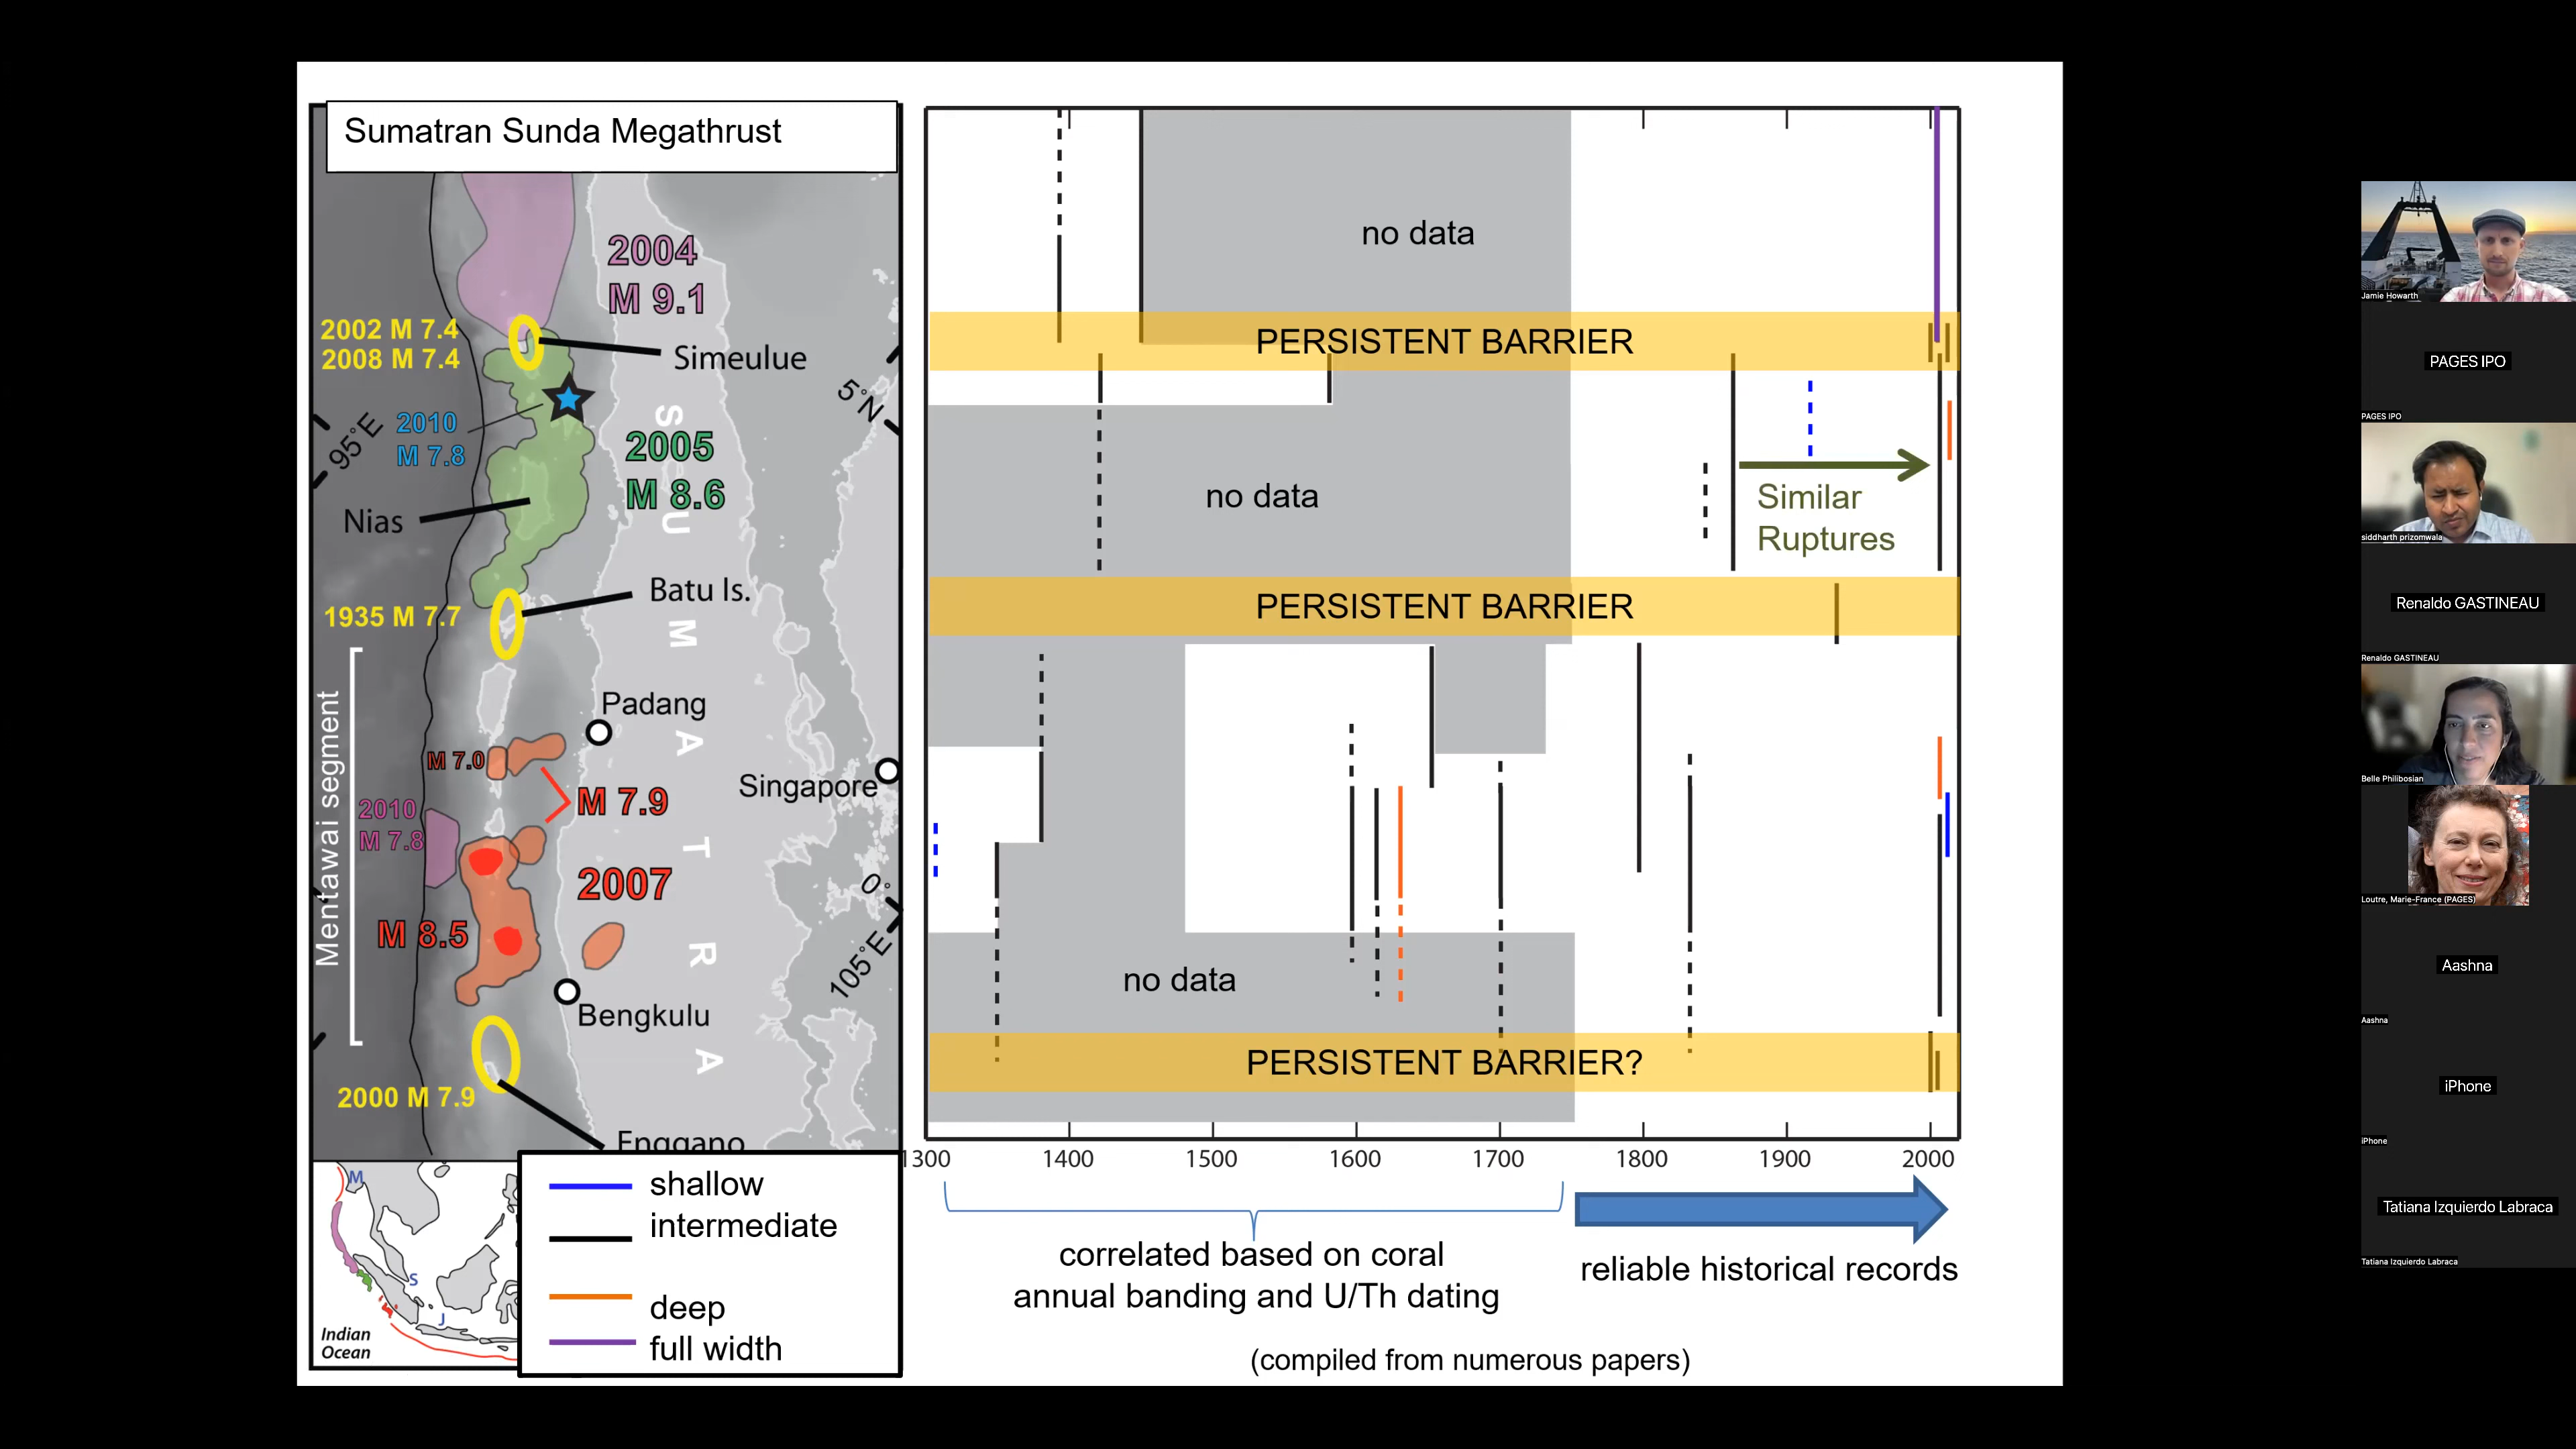 Sumatran Sunda Megathrust
2004
M 9.1
2002 M 7.4
2008 M 7.4
Simeulue
95°E
5°N
2010
M 7.8
2005
M 8.6
Nias
Batu Is.
1935 M 7.7
SUMATRA
Mentawai segment
Padang
M 7.0
M 7.9
Singapore
2010
M 7.8
2007
0°
M 8.5
105°E
Bengkulu
2000 M 7.9
Enggano
M
S
J
Indian
Ocean
shallow
intermediate
deep
full width
no data
PERSISTENT BARRIER
no data
Similar
Ruptures
PERSISTENT BARRIER
no data
PERSISTENT BARRIER?
1300 1400 1500 1600 1700 1800 1900 2000
correlated based on coral
annual banding and U/Th dating
reliable historical records
(compiled from numerous papers)
Jamie Howarth
PAGES IPO
PAGES IPO
siddharth prizomwala
Renaldo GASTINEAU
Renaldo GASTINEAU
Belle Philibosian
Loutre, Marie-France (PAGES)
Aashna
Aashna
iPhone
iPhone
Tatiana Izquierdo Labraca
Tatiana Izquierdo Labraca